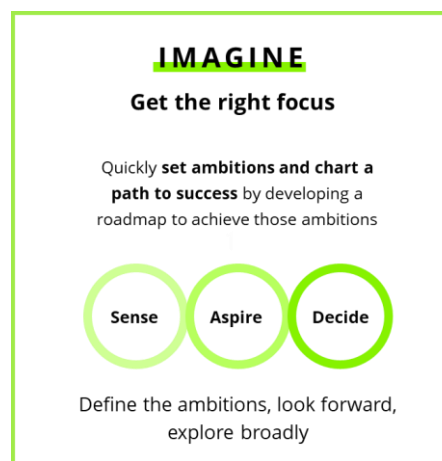 IMAGINE
Get the right focus
Quickly set ambitions and chart a
path to success by developing a
roadmap to achieve those ambitions
Sense Aspire Decide
Define the ambitions, look forward,
explore broadly